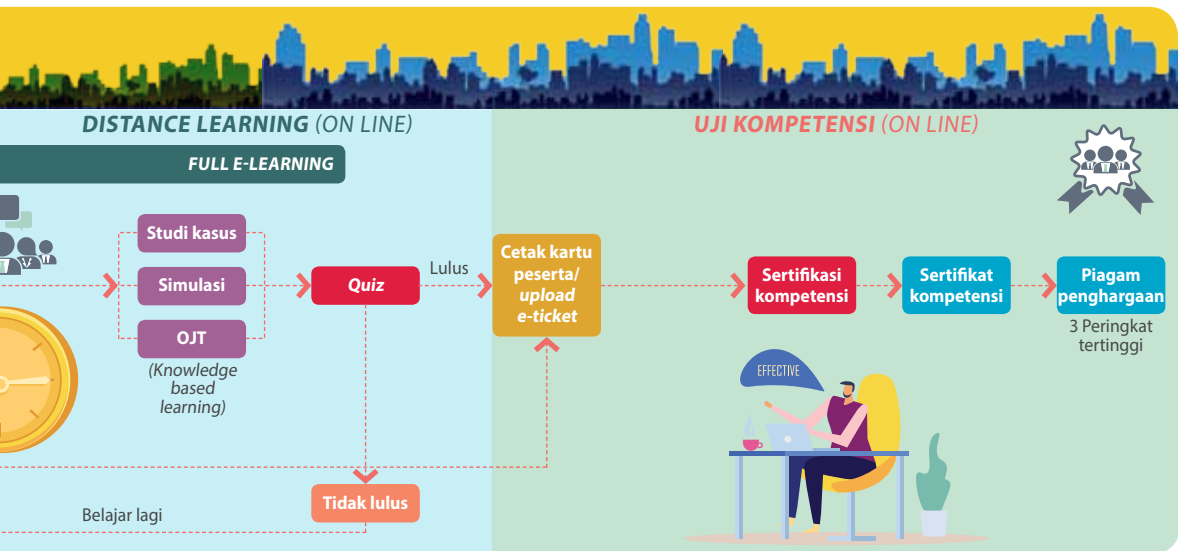 DISTANCE LEARNING (ON LINE)
UJI KOMPETENSI (ON LINE)
FULL E-LEARNING
Studi kasus
Simulasi
OJT
(Knowledge
based
learning)
Quiz
Lulus
Cetak kartu
peserta/
upload
e-ticket
Sertifikasi
kompetensi
Sertifikat
kompetensi
Piagam
penghargaan
3 Peringkat
tertinggi
EFFECTIVE
Tidak lulus
Belajar lagi